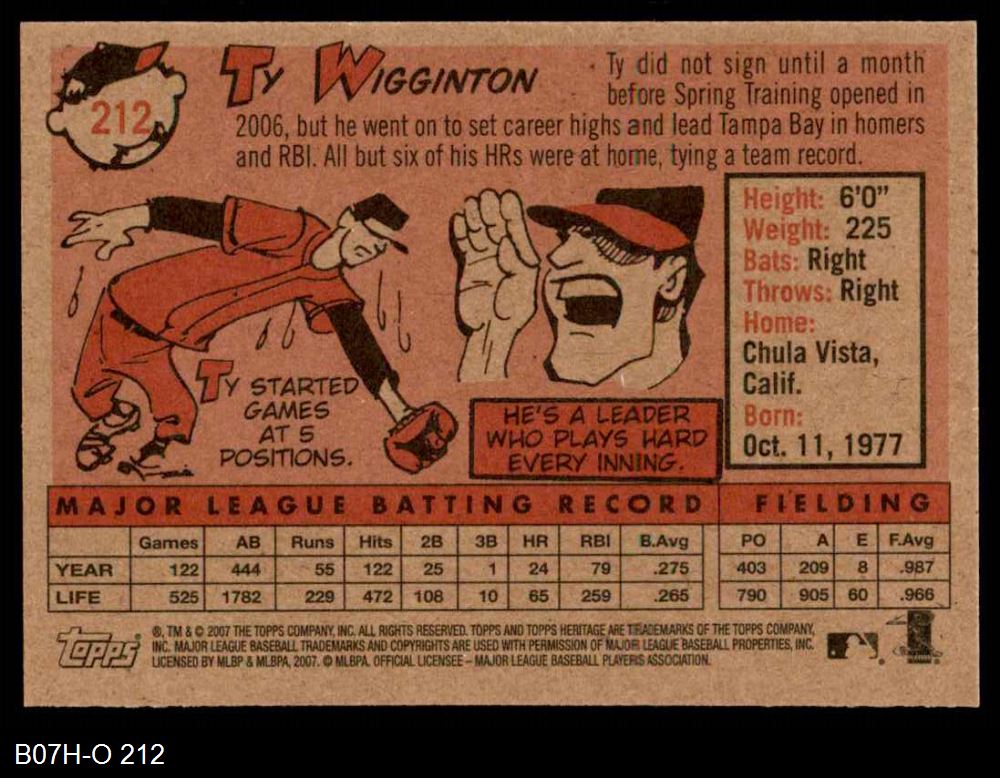 212
TY WIGGINTON
Ty did not sign until a month
before Spring Training opened in
2006, but he went on to set career highs and lead Tampa Bay in homers
and RBI. All but six of his HRs were at home, tying a team record.
TY STARTED
GAMES
AT 5
POSITIONS.
HE'S A LEADER
WHO PLAYS HARD
EVERY INNING.
Height: 6'0"
Weight: 225
Bats: Right
Throws: Right
Home:
Chula Vista,
Calif.
Born:
Oct. 11, 1977
MAJOR LEAGUE BATTING RECORD FIELDING
Games AB Runs Hits 2B 3B HR RBI B.Avg PO A E F.Avg
YEAR 122 444 55 122 25 1 24 79 .275 403 209 8 .987
LIFE 525 1782 229 472 108 10 65 259 .265 790 905 60 .966
topps
®, TM & © 2007 THE TOPPS COMPANY, INC. ALL RIGHTS RESERVED. TOPPS AND TOPPS HERITAGE ARE TRADEMARKS OF THE TOPPS COMPANY,
INC. MAJOR LEAGUE BASEBALL TRADEMARKS AND COPYRIGHTS ARE USED WITH PERMISSION OF MAJOR LEAGUE BASEBALL PROPERTIES, INC.
LICENSED BY MLBP & MLBPA, 2007. © MLBPA. OFFICIAL LICENSEE – MAJOR LEAGUE BASEBALL PLAYERS ASSOCIATION.
B07H-O 212